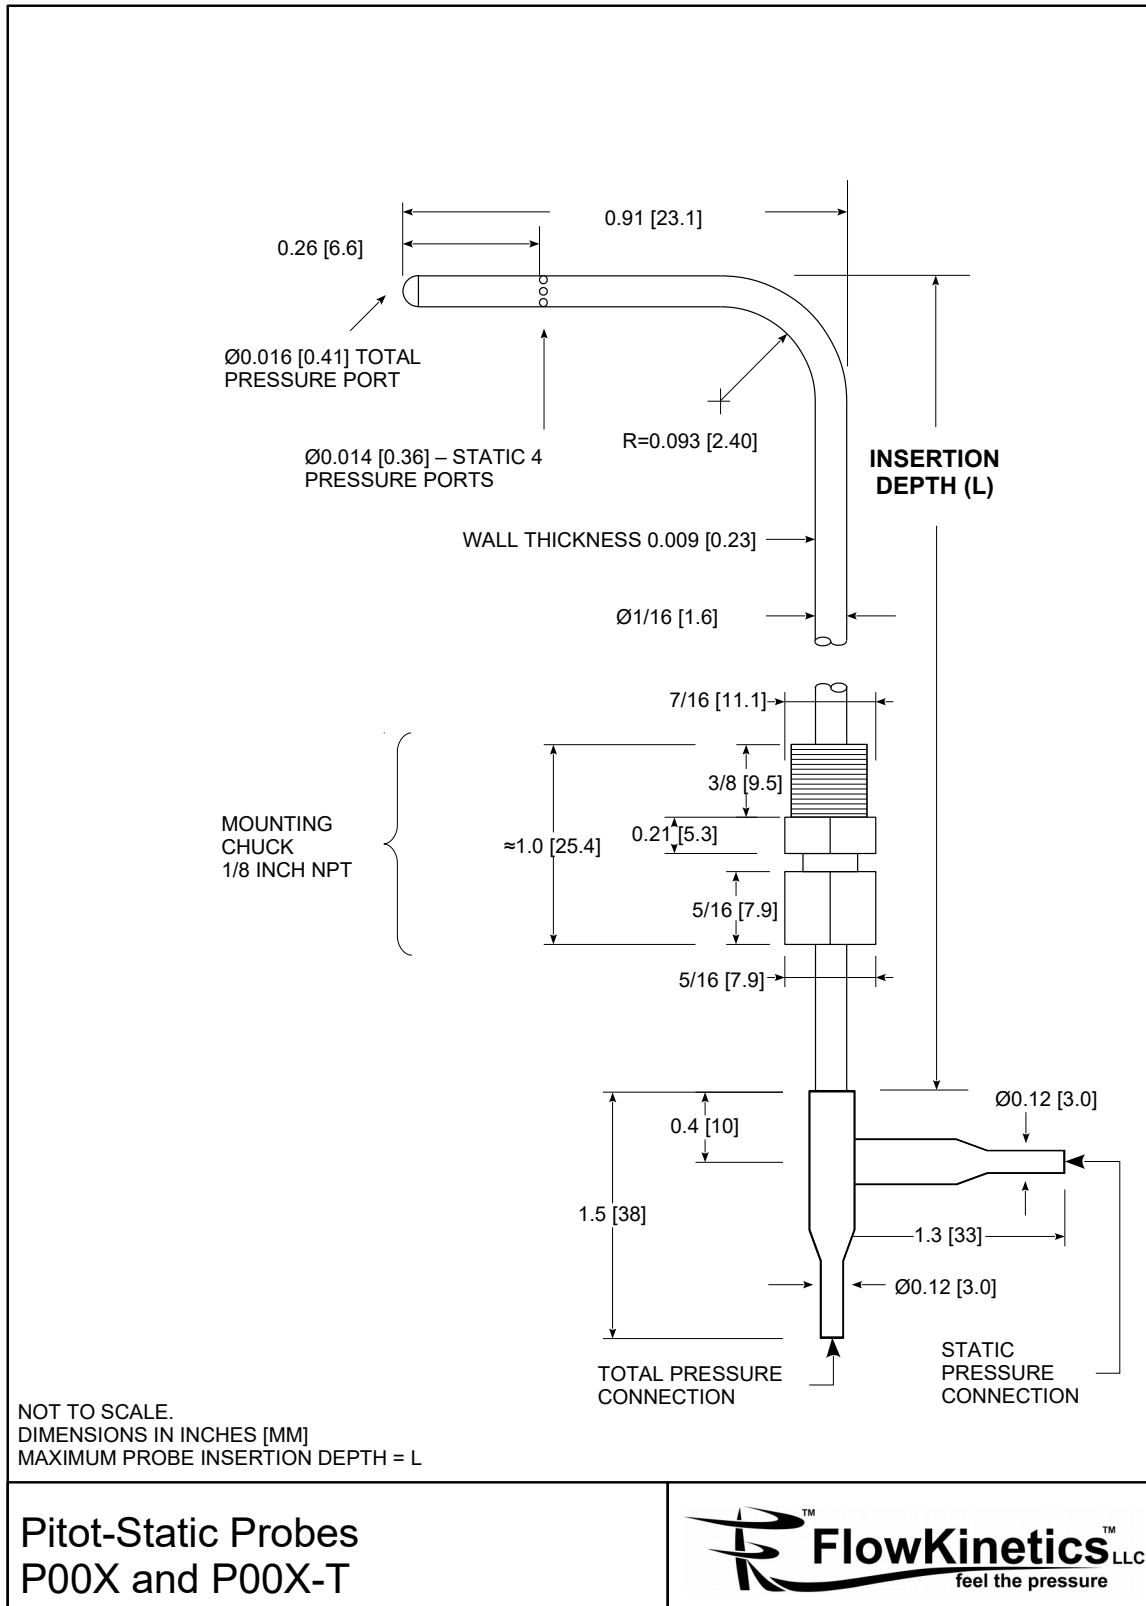 0.91 [23.1]
0.26 [6.6]
Ø0.016 [0.41] TOTAL
PRESSURE PORT
R=0.093 [2.40]
Ø0.014 [0.36] – STATIC 4
PRESSURE PORTS
INSERTION
DEPTH (L)
WALL THICKNESS 0.009 [0.23]
Ø1/16 [1.6]
7/16 [11.1]
3/8 [9.5]
MOUNTING
CHUCK
1/8 INCH NPT
0.21 [5.3]
≈1.0 [25.4]
5/16 [7.9]
5/16 [7.9]
Ø0.12 [3.0]
0.4 [10]
1.5 [38]
1.3 [33]
Ø0.12 [3.0]
TOTAL PRESSURE
CONNECTION
STATIC
PRESSURE
CONNECTION
NOT TO SCALE.
DIMENSIONS IN INCHES [MM]
MAXIMUM PROBE INSERTION DEPTH = L
Pitot-Static Probes
P00X and P00X-T
TM
FlowKinetics TM LLC
feel the pressure